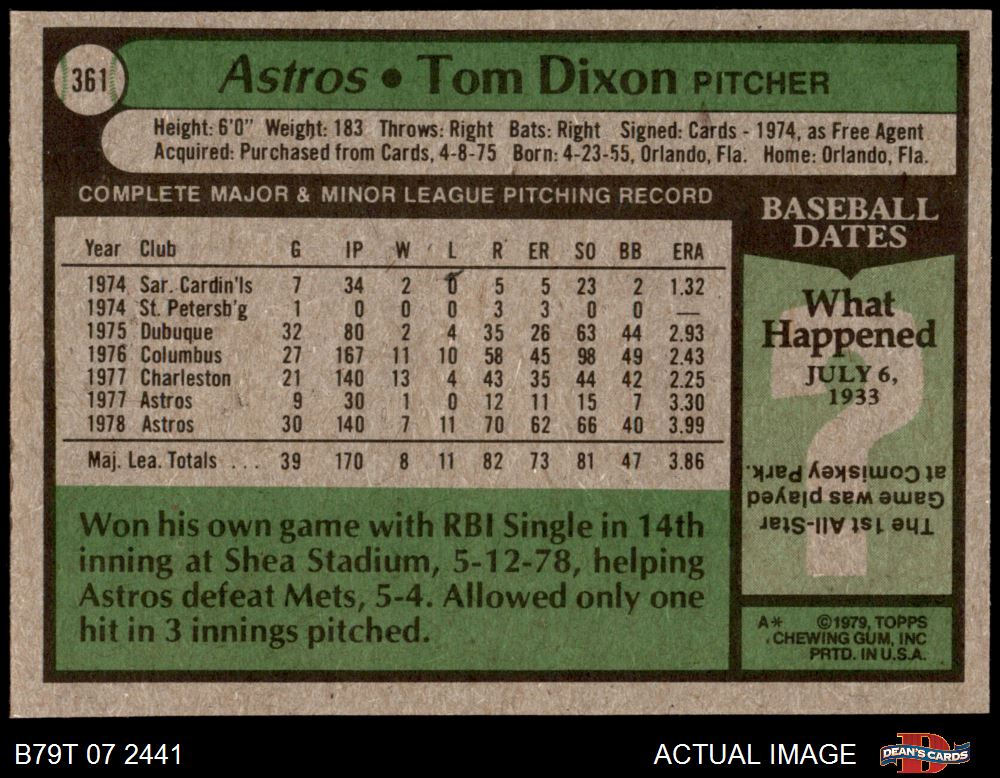 361
Astros • Tom Dixon PITCHER
Height: 6'0" Weight: 183 Throws: Right Bats: Right Signed: Cards - 1974, as Free Agent
Acquired: Purchased from Cards, 4-8-75 Born: 4-23-55, Orlando, Fla. Home: Orlando, Fla.
COMPLETE MAJOR & MINOR LEAGUE PITCHING RECORD
Year Club G IP W L R ER SO BB ERA
1974 Sar. Cardin'ls 7 34 2 0 5 5 23 2 1.32
1974 St. Petersb'g 1 0 0 0 3 3 0 0 —
1975 Dubuque 32 80 2 4 35 26 63 44 2.93
1976 Columbus 27 167 11 10 58 45 98 49 2.43
1977 Charleston 21 140 13 4 43 35 44 42 2.25
1977 Astros 9 30 1 0 12 11 15 7 3.30
1978 Astros 30 140 7 11 70 62 66 40 3.99
Maj. Lea. Totals ... 39 170 8 11 82 73 81 47 3.86
Won his own game with RBI Single in 14th
inning at Shea Stadium, 5-12-78, helping
Astros defeat Mets, 5-4. Allowed only one
hit in 3 innings pitched.
BASEBALL
DATES
What
Happened
JULY 6,
1933
?
The 1st All-Star
Game was played
at Comiskey Park.
A* ©1979, TOPPS
CHEWING GUM, INC
PRTD. IN U.S.A.
B79T 07 2441
ACTUAL IMAGE
D
DEAN'S CARDS